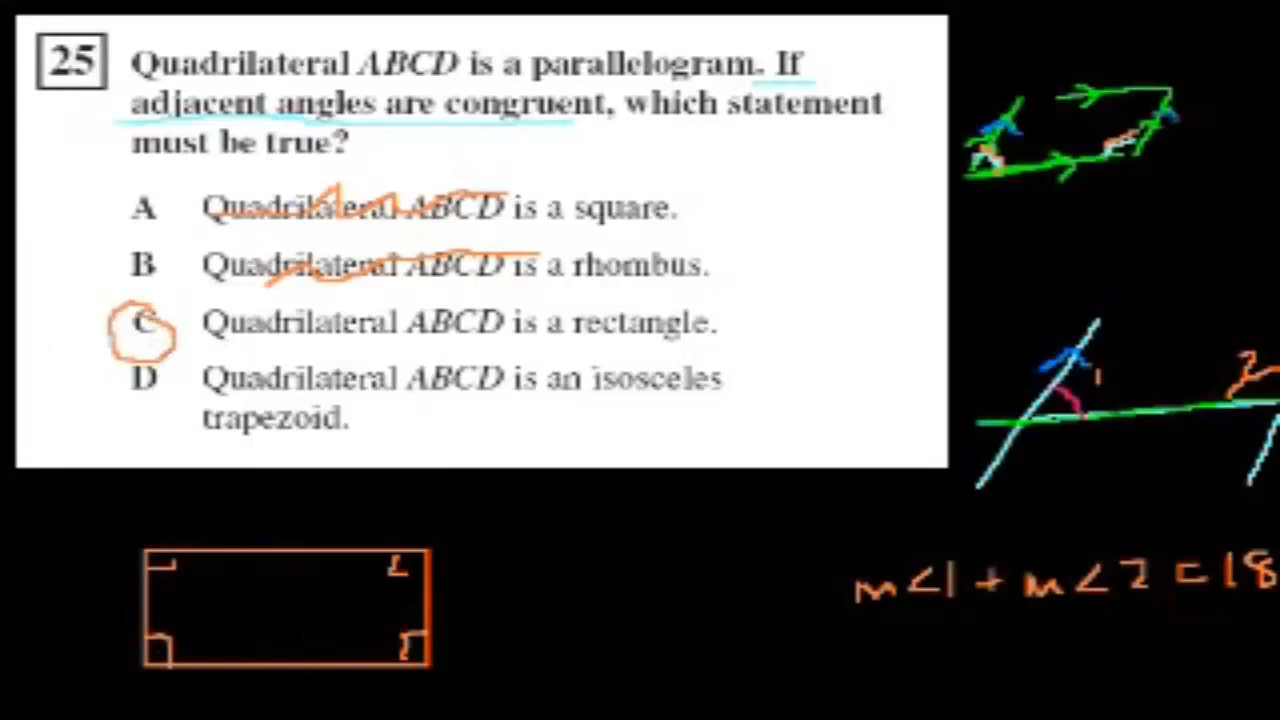 25
Quadrilateral ABCD is a parallelogram. If
adjacent angles are congruent, which statement
must be true?
A Quadrilateral ABCD is a square.
B Quadrilateral ABCD is a rhombus.
C Quadrilateral ABCD is a rectangle.
D Quadrilateral ABCD is an isosceles
trapezoid.
1
2
m<1 + m<2 = 18